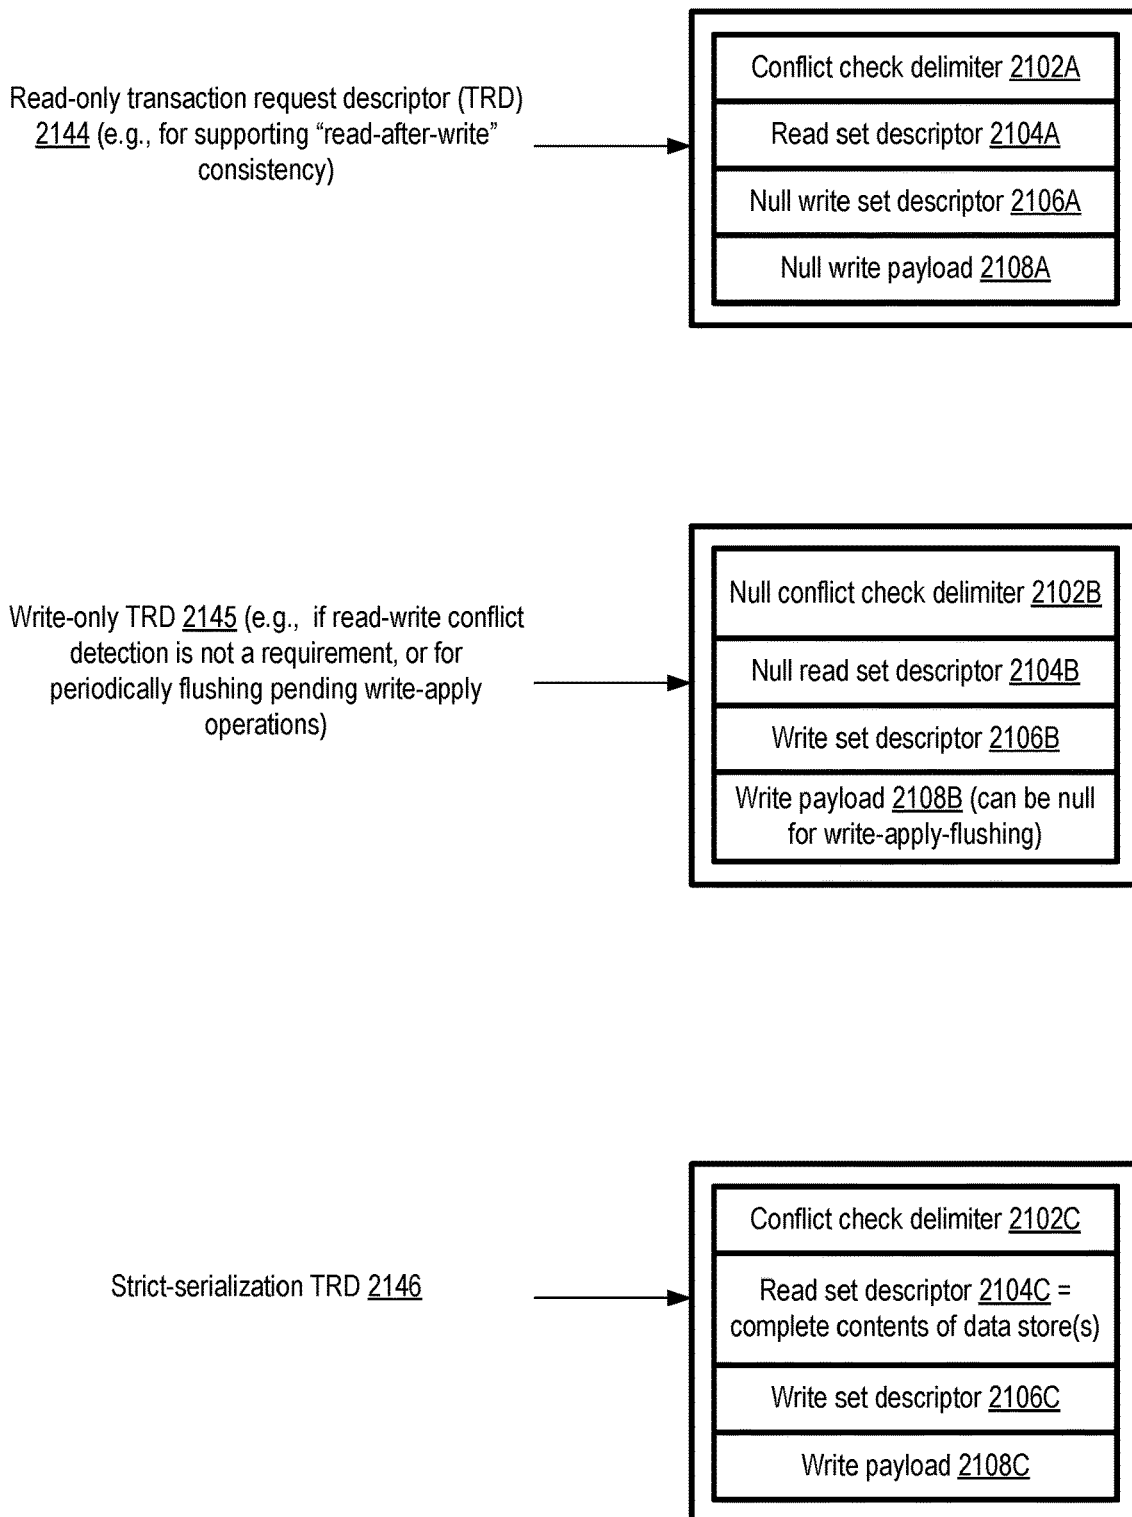 Read-only transaction request descriptor (TRD)
2144 (e.g., for supporting “read-after-write”
consistency)
Conflict check delimiter 2102A
Read set descriptor 2104A
Null write set descriptor 2106A
Null write payload 2108A
Write-only TRD 2145 (e.g., if read-write conflict
detection is not a requirement, or for
periodically flushing pending write-apply
operations)
Null conflict check delimiter 2102B
Null read set descriptor 2104B
Write set descriptor 2106B
Write payload 2108B (can be null
for write-apply-flushing)
Strict-serialization TRD 2146
Conflict check delimiter 2102C
Read set descriptor 2104C =
complete contents of data store(s)
Write set descriptor 2106C
Write payload 2108C